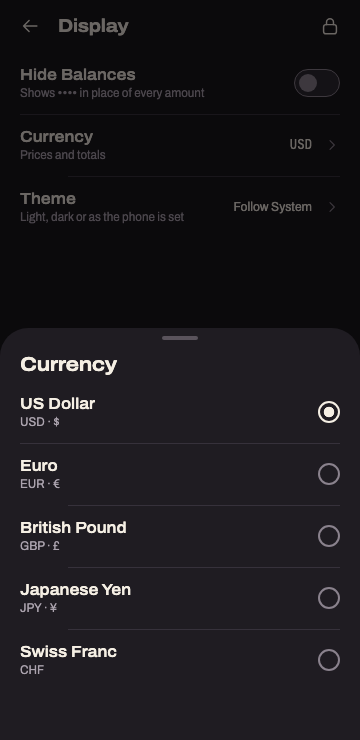 Display
Hide Balances
Shows •••• in place of every amount
Currency
Prices and totals
USD
Theme
Light, dark or as the phone is set
Follow System
Currency
US Dollar
USD · $
Euro
EUR · €
British Pound
GBP · £
Japanese Yen
JPY · ¥
Swiss Franc
CHF